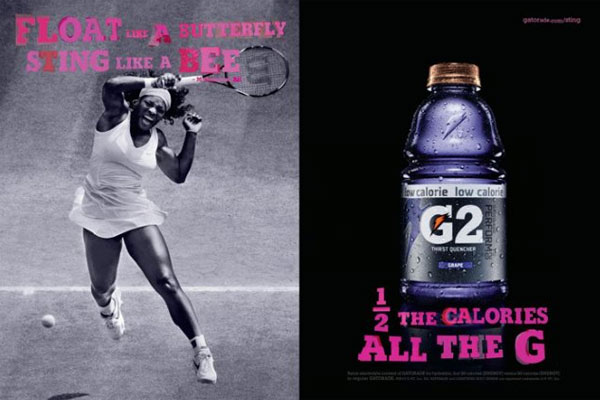 FLOAT LIKE A BUTTERFLY
STING LIKE A BEE
gatorade.com/sting
low calorie low calorie
G2
PERFORM
THIRST QUENCHER
GRAPE
1/2 THE CALORIES
ALL THE G